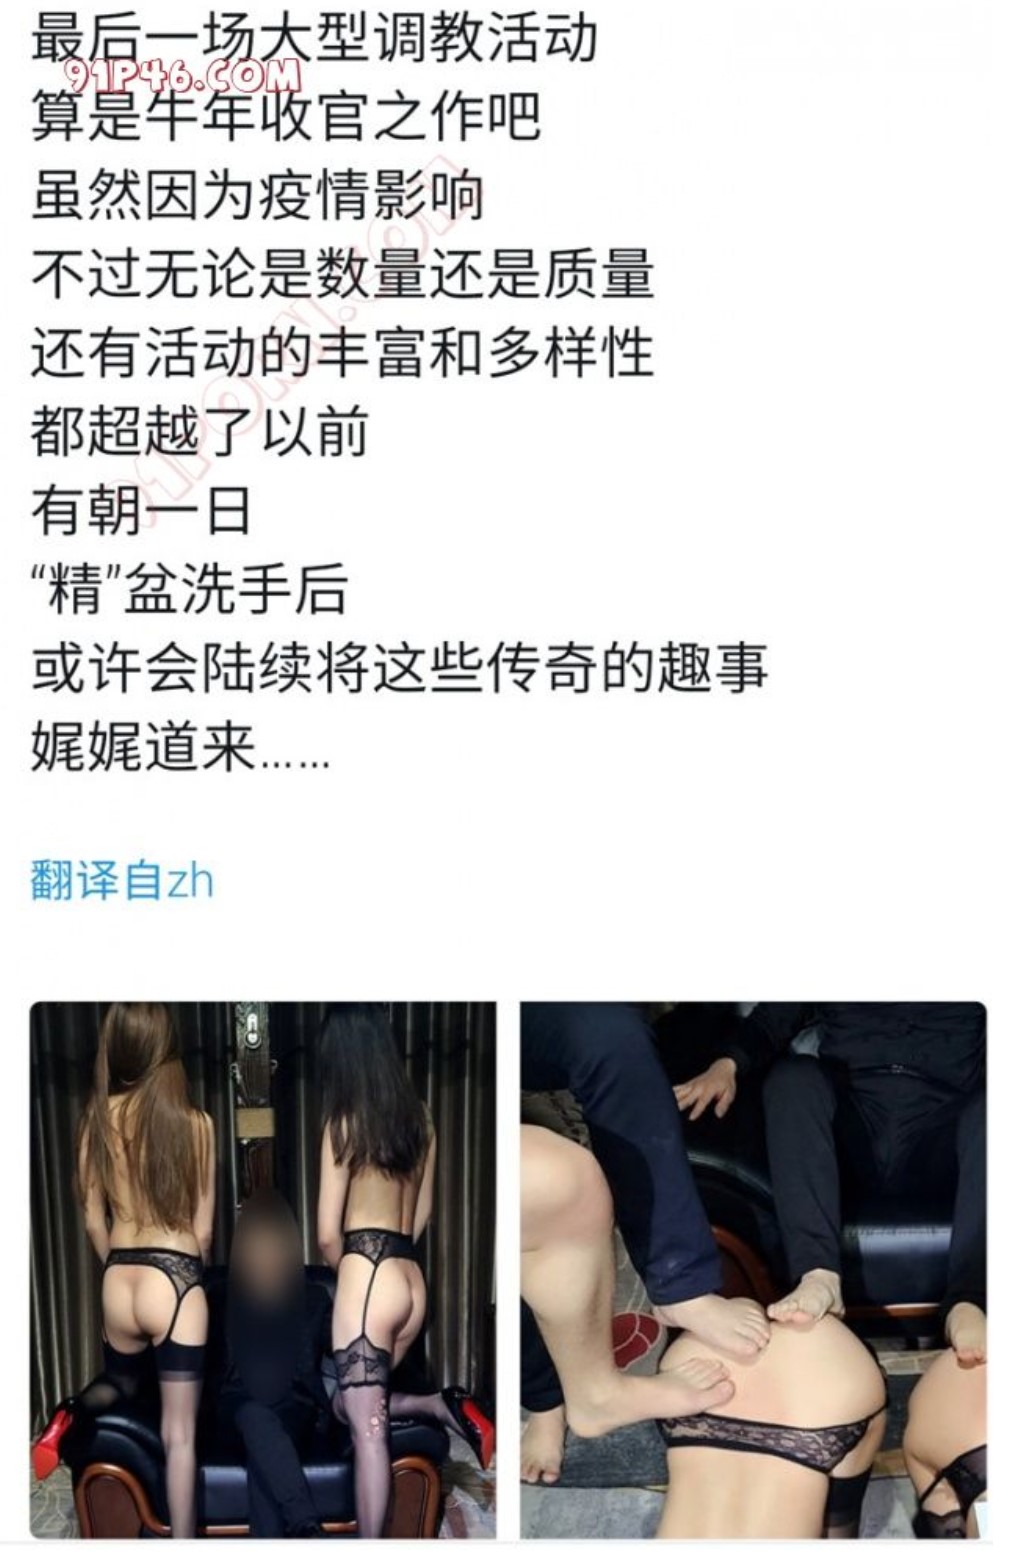 最后一场大型调教活动
91P46.COM
算是牛年收官之作吧
虽然因为疫情影响
不过无论是数量还是质量
还有活动的丰富和多样性
都超越了以前
有朝一日
“精”盆洗手后
或许会陆续将这些传奇的趣事
娓娓道来……
翻译自zh
91PORN.COM